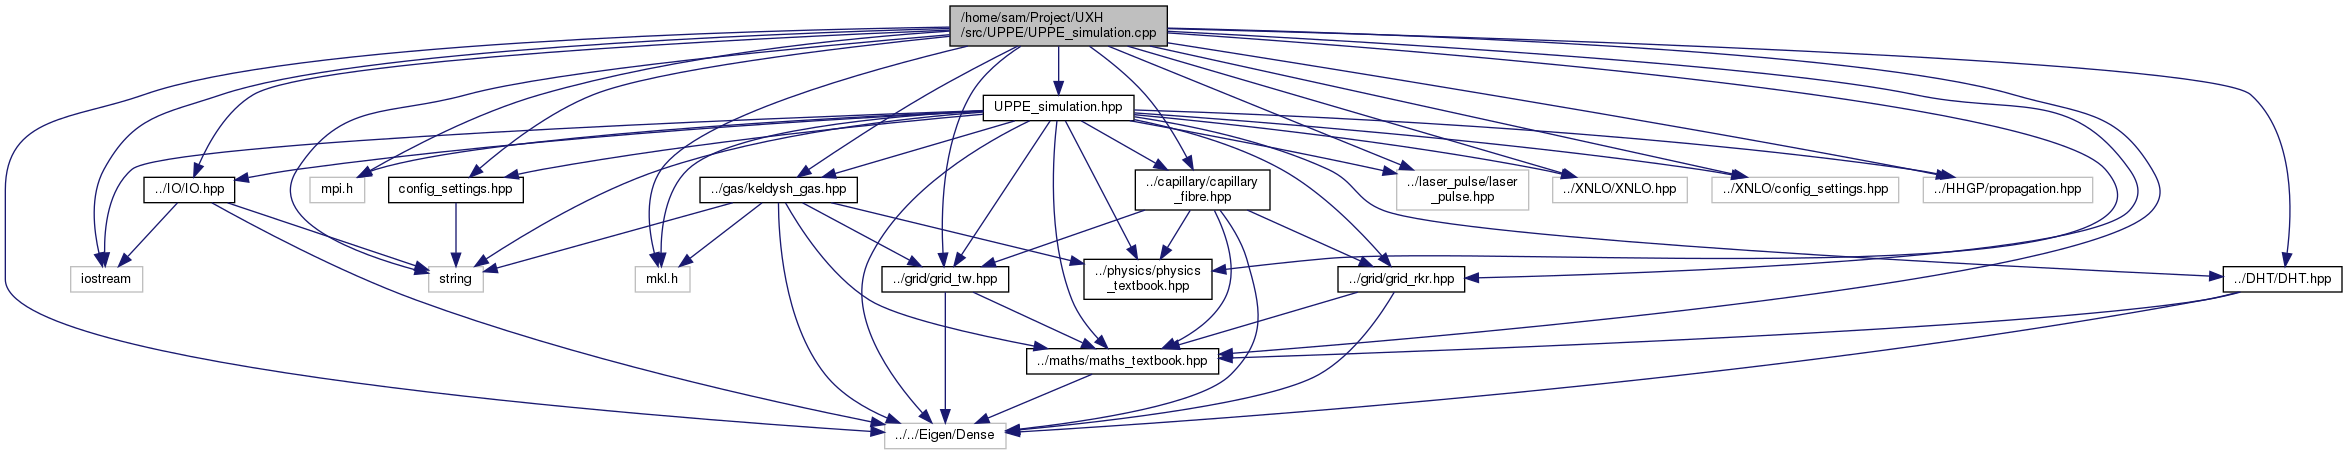 /home/sam/Project/UXH
/src/UPPE/UPPE_simulation.cpp
UPPE_simulation.hpp
../IO/IO.hpp
mpi.h
config_settings.hpp
../gas/keldysh_gas.hpp
../capillary/capillary
_fibre.hpp
../laser_pulse/laser
_pulse.hpp
../XNLO/XNLO.hpp
../XNLO/config_settings.hpp
../HHGP/propagation.hpp
iostream
string
mkl.h
../grid/grid_tw.hpp
../physics/physics
_textbook.hpp
../grid/grid_rkr.hpp
../DHT/DHT.hpp
../maths/maths_textbook.hpp
../../Eigen/Dense